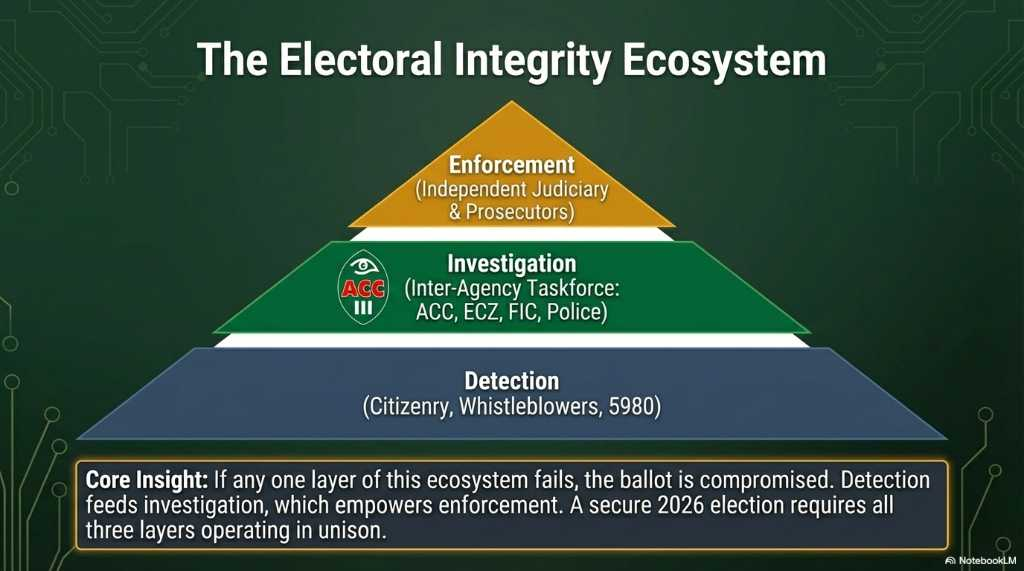 The Electoral Integrity Ecosystem
Enforcement
(Independent Judiciary
& Prosecutors)
ACC
Investigation
(Inter-Agency Taskforce:
ACC, ECZ, FIC, Police)
Detection
(Citizenry, Whistleblowers, 5980)
Core Insight: If any one layer of this ecosystem fails, the ballot is compromised. Detection
feeds investigation, which empowers enforcement. A secure 2026 election requires all
three layers operating in unison.
NotebookLM